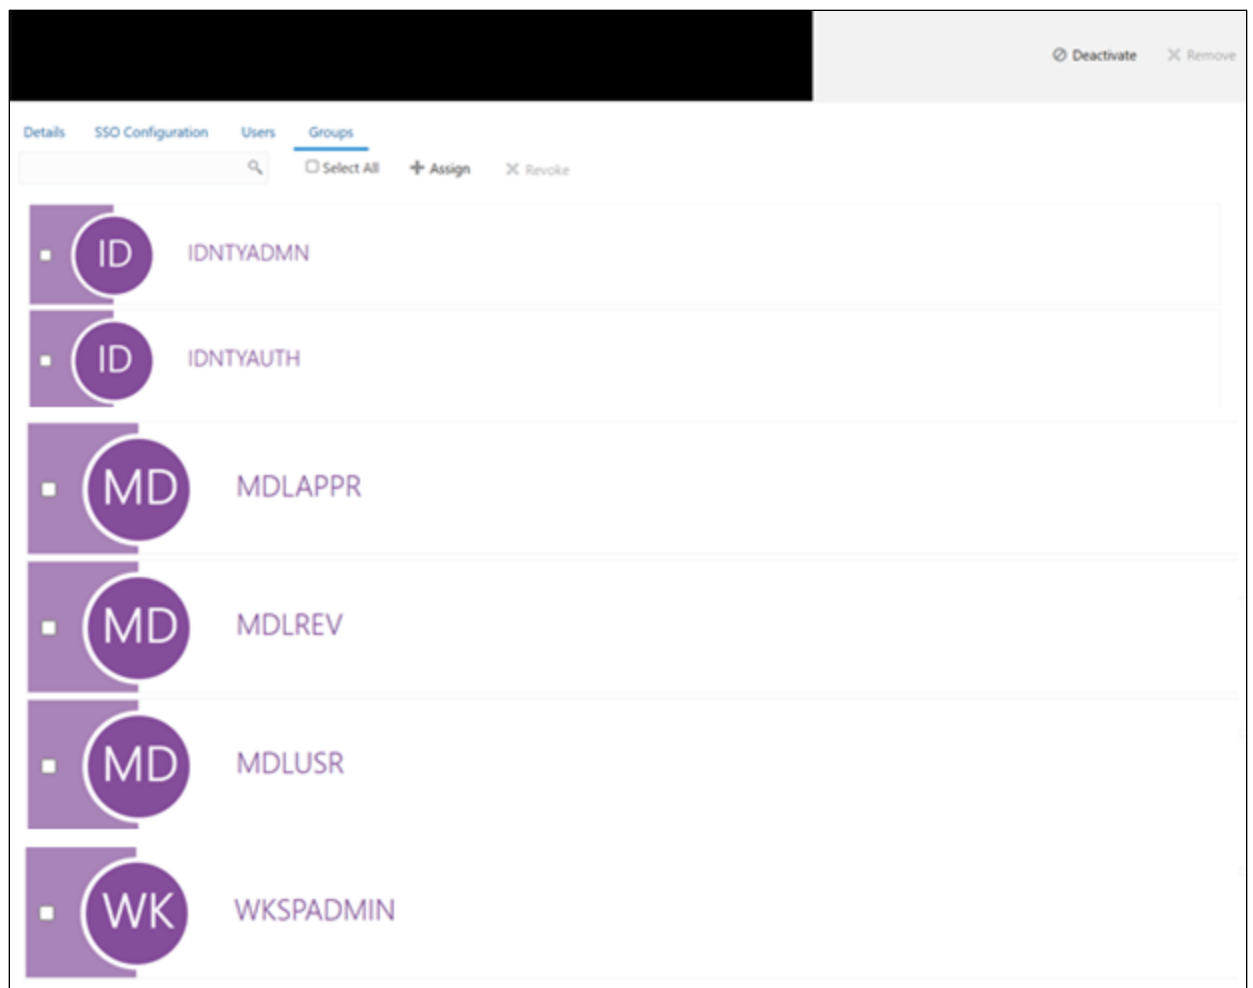 Deactivate Remove
Details SSO Configuration Users Groups
Select All Assign Revoke
ID IDNTYADMN
ID IDNTYAUTH
MD MDLAPPR
MD MDLREV
MD MDLUSR
WK WKSPADMIN